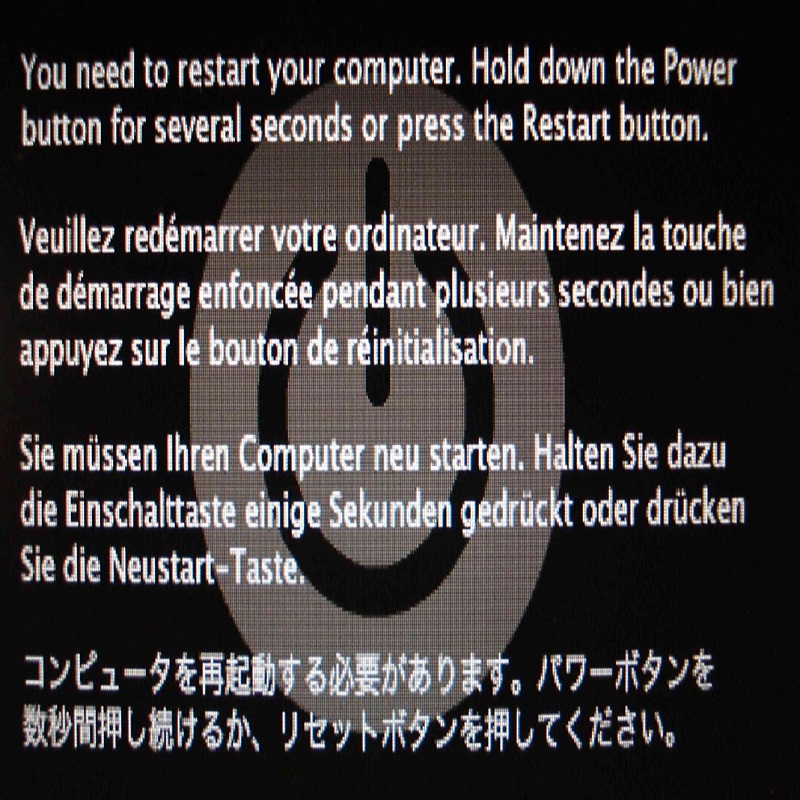 You need to restart your computer. Hold down the Power
button for several seconds or press the Restart button.
Veuillez redémarrer votre ordinateur. Maintenez la touche
de démarrage enfoncée pendant plusieurs secondes ou bien
appuyez sur le bouton de réinitialisation.
Sie müssen Ihren Computer neu starten. Halten Sie dazu
die Einschalttaste einige Sekunden gedrückt oder drücken
Sie die Neustart-Taste.
コンピュータを再起動する必要があります。パワーボタンを
数秒間押し続けるか、リセットボタンを押してください。